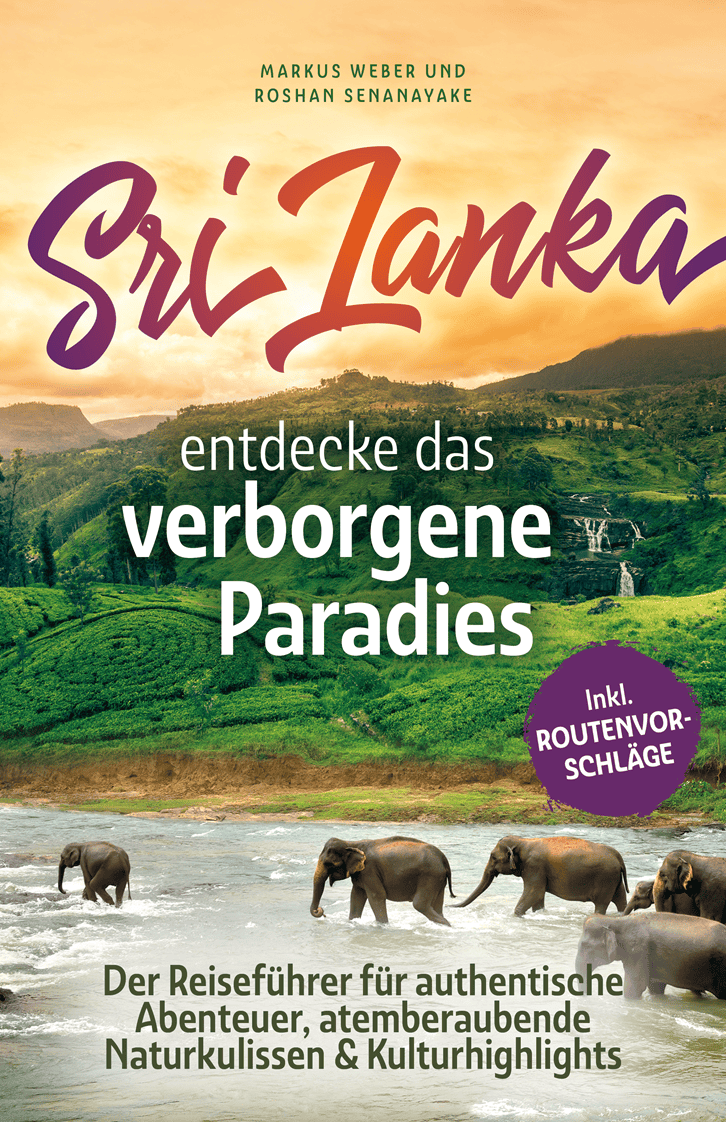 MARKUS WEBER UND
ROSHAN SENANAYAKE
Sri Lanka
entdecke das
verborgene
Paradies
Inkl.
ROUTENVOR-
SCHLÄGE
Der Reiseführer für authentische
Abenteuer, atemberaubende
Naturkulissen & Kulturhighlights